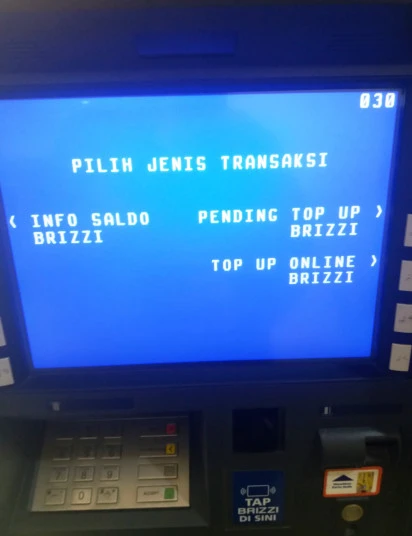 030
PILIH JENIS TRANSAKSI
< INFO SALDO
BRIZZI
PENDING TOP UP >
BRIZZI
TOP UP ONLINE >
BRIZZI
TAP
BRIZZI
DI SINI